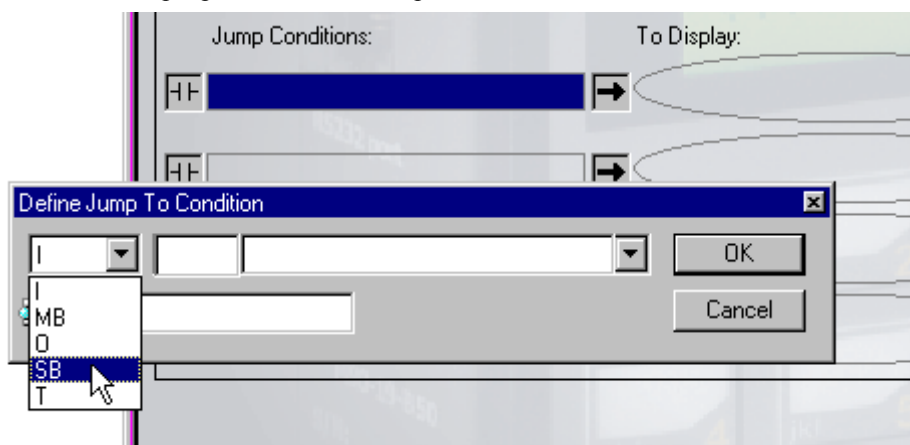 Jump Conditions: To Display:
Define Jump To Condition
I OK
I
MB Cancel
O
SB
T